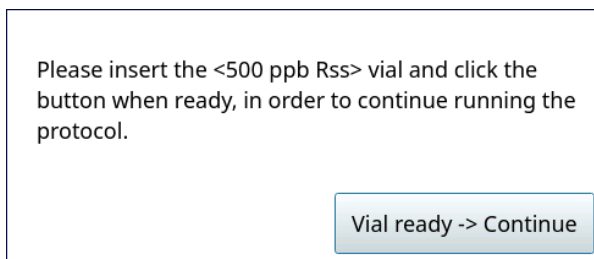 Please insert the <500 ppb Rss> vial and click the
button when ready, in order to continue running the
protocol.
Vial ready -> Continue